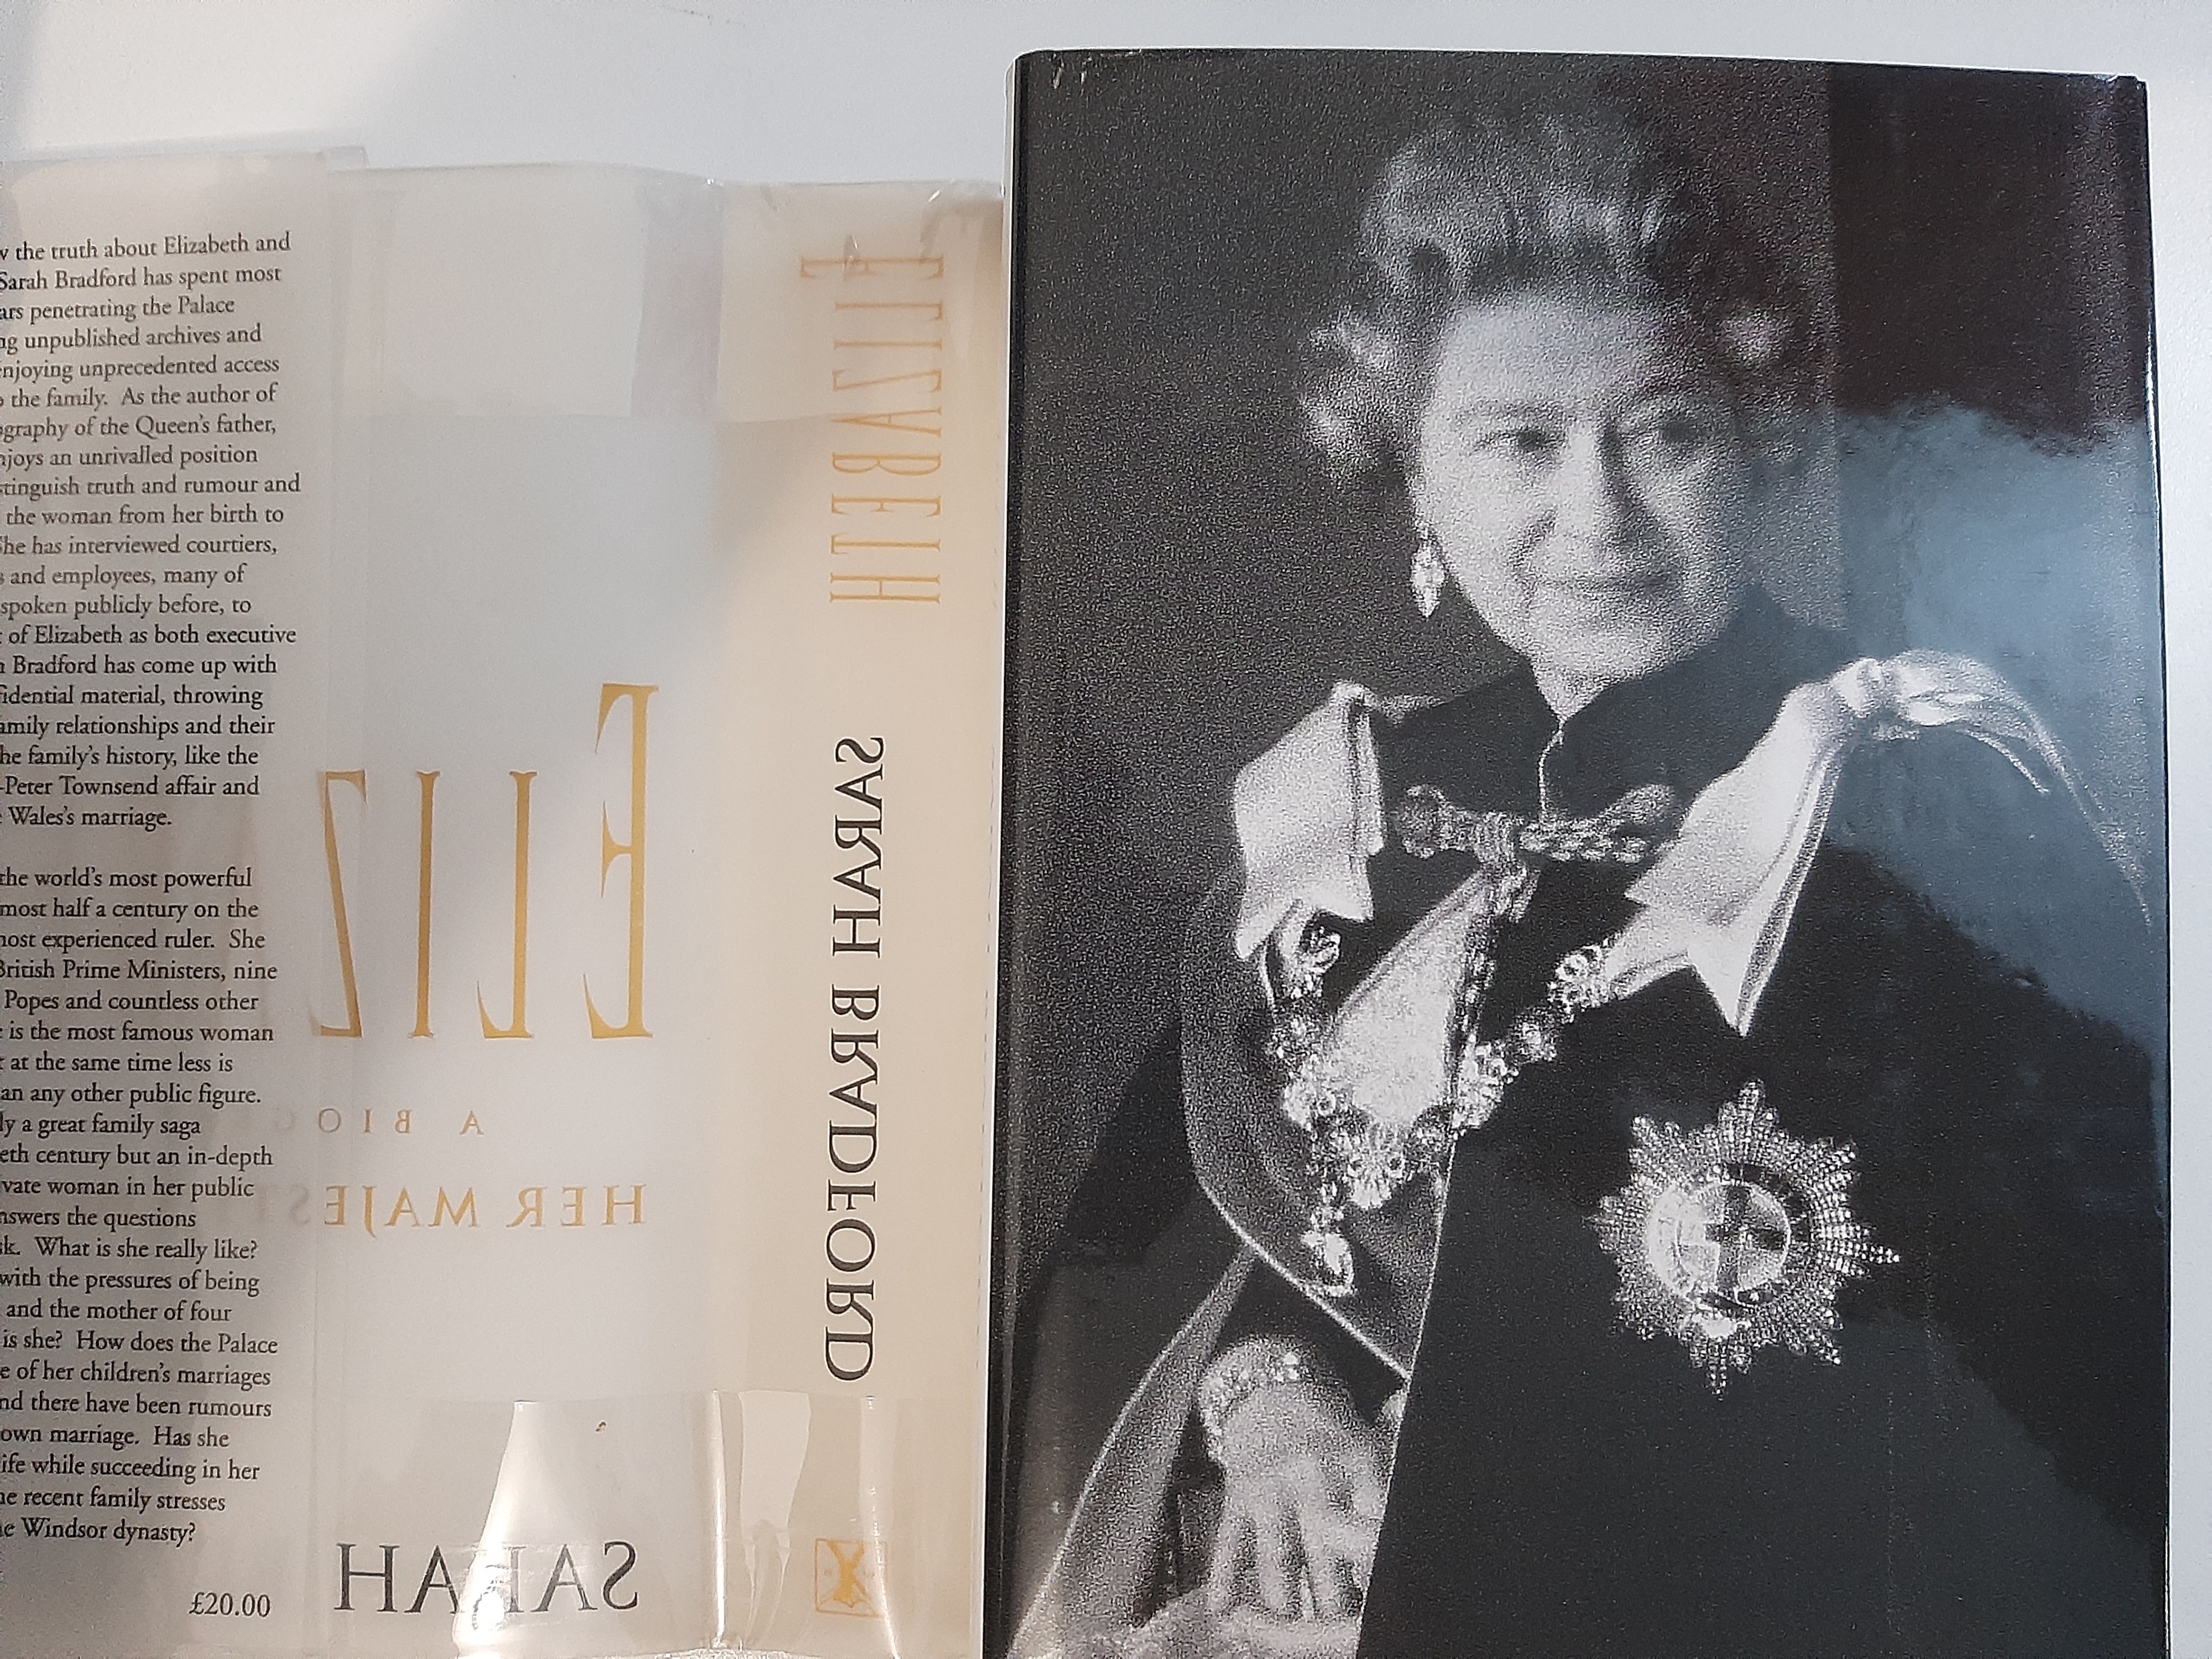 the truth about Elizabeth and
Sarah Bradford has spent most
penetrating the Palace
unpublished archives and
enjoying unprecedented access
the family. As the author of
of the Queen's father,
enjoys an unrivalled position
truth and rumour and
the woman from her birth to
She has interviewed courtiers,
and employees, many of
spoken publicly before, to
of Elizabeth as both executive
Bradford has come up with
fidential material, throwing
amily relationships and their
he family's history, like the
-Peter Townsend affair and
Wales's marriage.
the world's most powerful
most half a century on the
most experienced ruler. She
British Prime Ministers, nine
Popes and countless other
is the most famous woman
at the same time less is
an any other public figure.
ly a great family saga
eth century but an in-depth
vate woman in her public
nswers the questions
sk. What is she really like?
with the pressures of being
and the mother of four
is she? How does the Palace
e of her children's marriages
nd there have been rumours
own marriage. Has she
life while succeeding in her
he recent family stresses
he Windsor dynasty?
£20.00
ELIZ
A BIO
HER MAJES
SARAH
ELIZABETH
SARAH BRADFORD